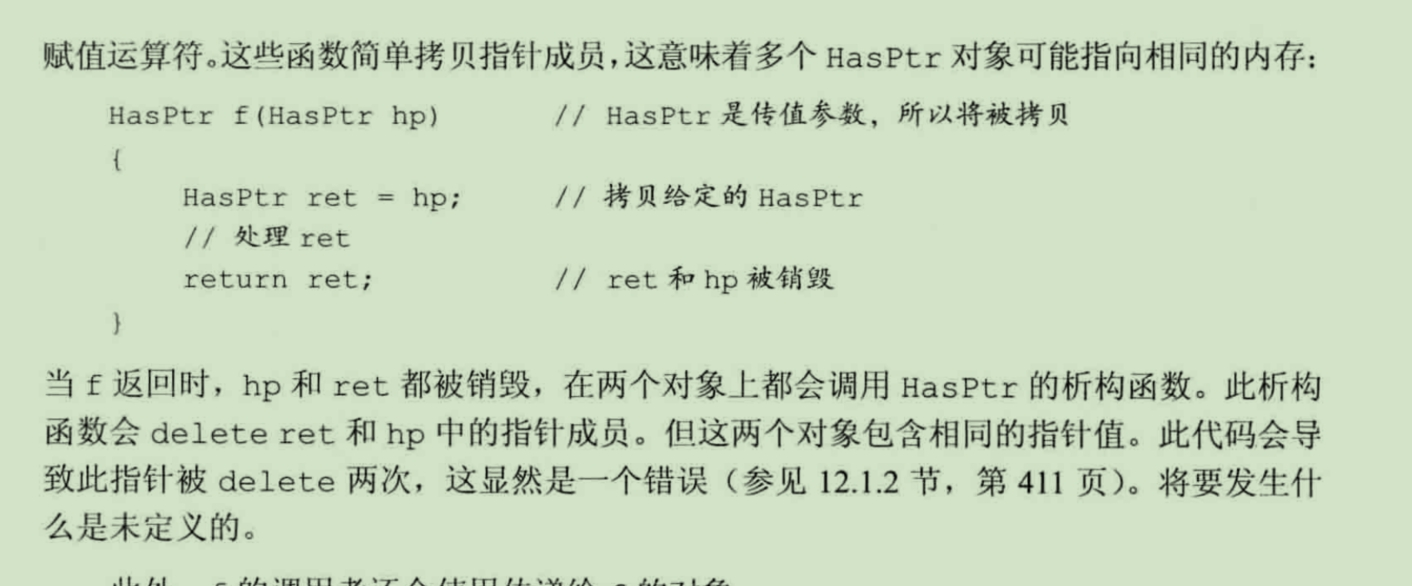 赋值运算符。这些函数简单拷贝指针成员，这意味着多个 HasPtr 对象可能指向相同的内存：
HasPtr f(HasPtr hp) // HasPtr 是传值参数，所以将被拷贝
{
HasPtr ret = hp; // 拷贝给定的 HasPtr
// 处理 ret
return ret; // ret 和 hp 被销毁
}
当 f 返回时，hp 和 ret 都被销毁，在两个对象上都会调用 HasPtr 的析构函数。此析构
函数会 delete ret 和 hp 中的指针成员。但这两个对象包含相同的指针值。此代码会导
致此指针被 delete 两次，这显然是一个错误（参见 12.1.2 节，第 411 页）。将要发生什
么是未定义的。